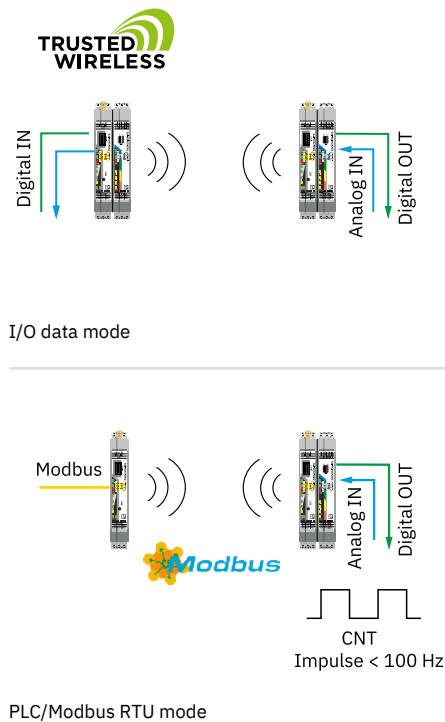 TRUSTED
WIRELESS
Digital IN
Analog IN
Digital OUT
I/O data mode
Modbus
Modbus
Analog IN
Digital OUT
CNT
Impulse < 100 Hz
PLC/Modbus RTU mode